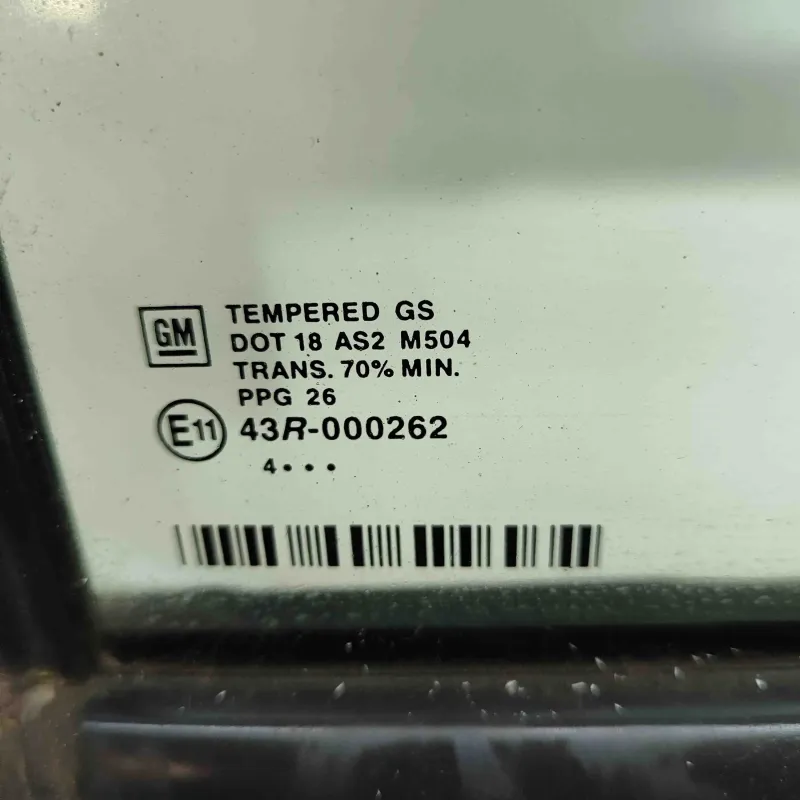 GM
TEMPERED GS
DOT 18 AS2 M504
TRANS. 70% MIN.
PPG 26
E11 43R-000262
4•••